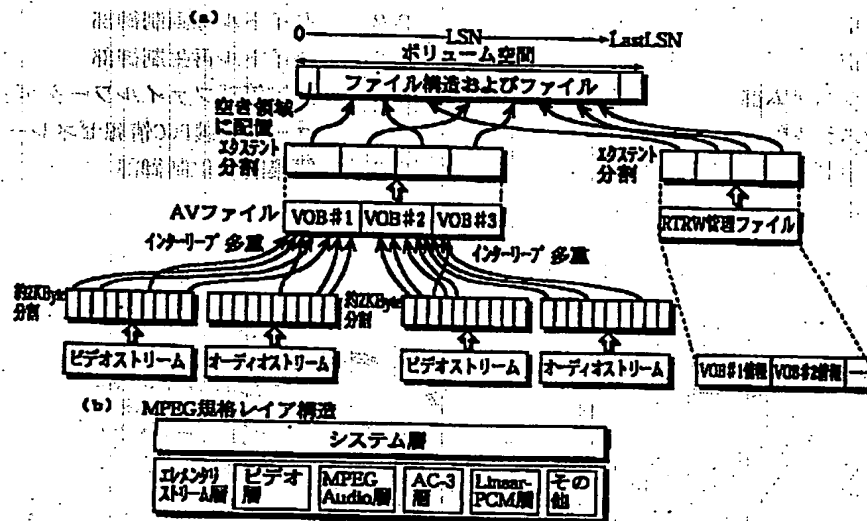 (a)
0 LSN LastLSN
ボリューム空間
ファイル構造およびファイル
空き領域
に配置
エクステント
分割
エクステント
分割
AVファイル
VOB#1 VOB#2 VOB#3
RTRW管理ファイル
インターリーブ 多重
インターリーブ 多重
約2KByte
分割
約2KByte
分割
ビデオストリーム
オーディオストリーム
ビデオストリーム
オーディオストリーム
VOB#1情報 VOB#2情報
(b) MPEG規格レイア構造
システム層
エレメンタリ
ストリーム層
ビデオ
層
MPEG
Audio層
AC-3
層
Linear-
PCM層
その
他